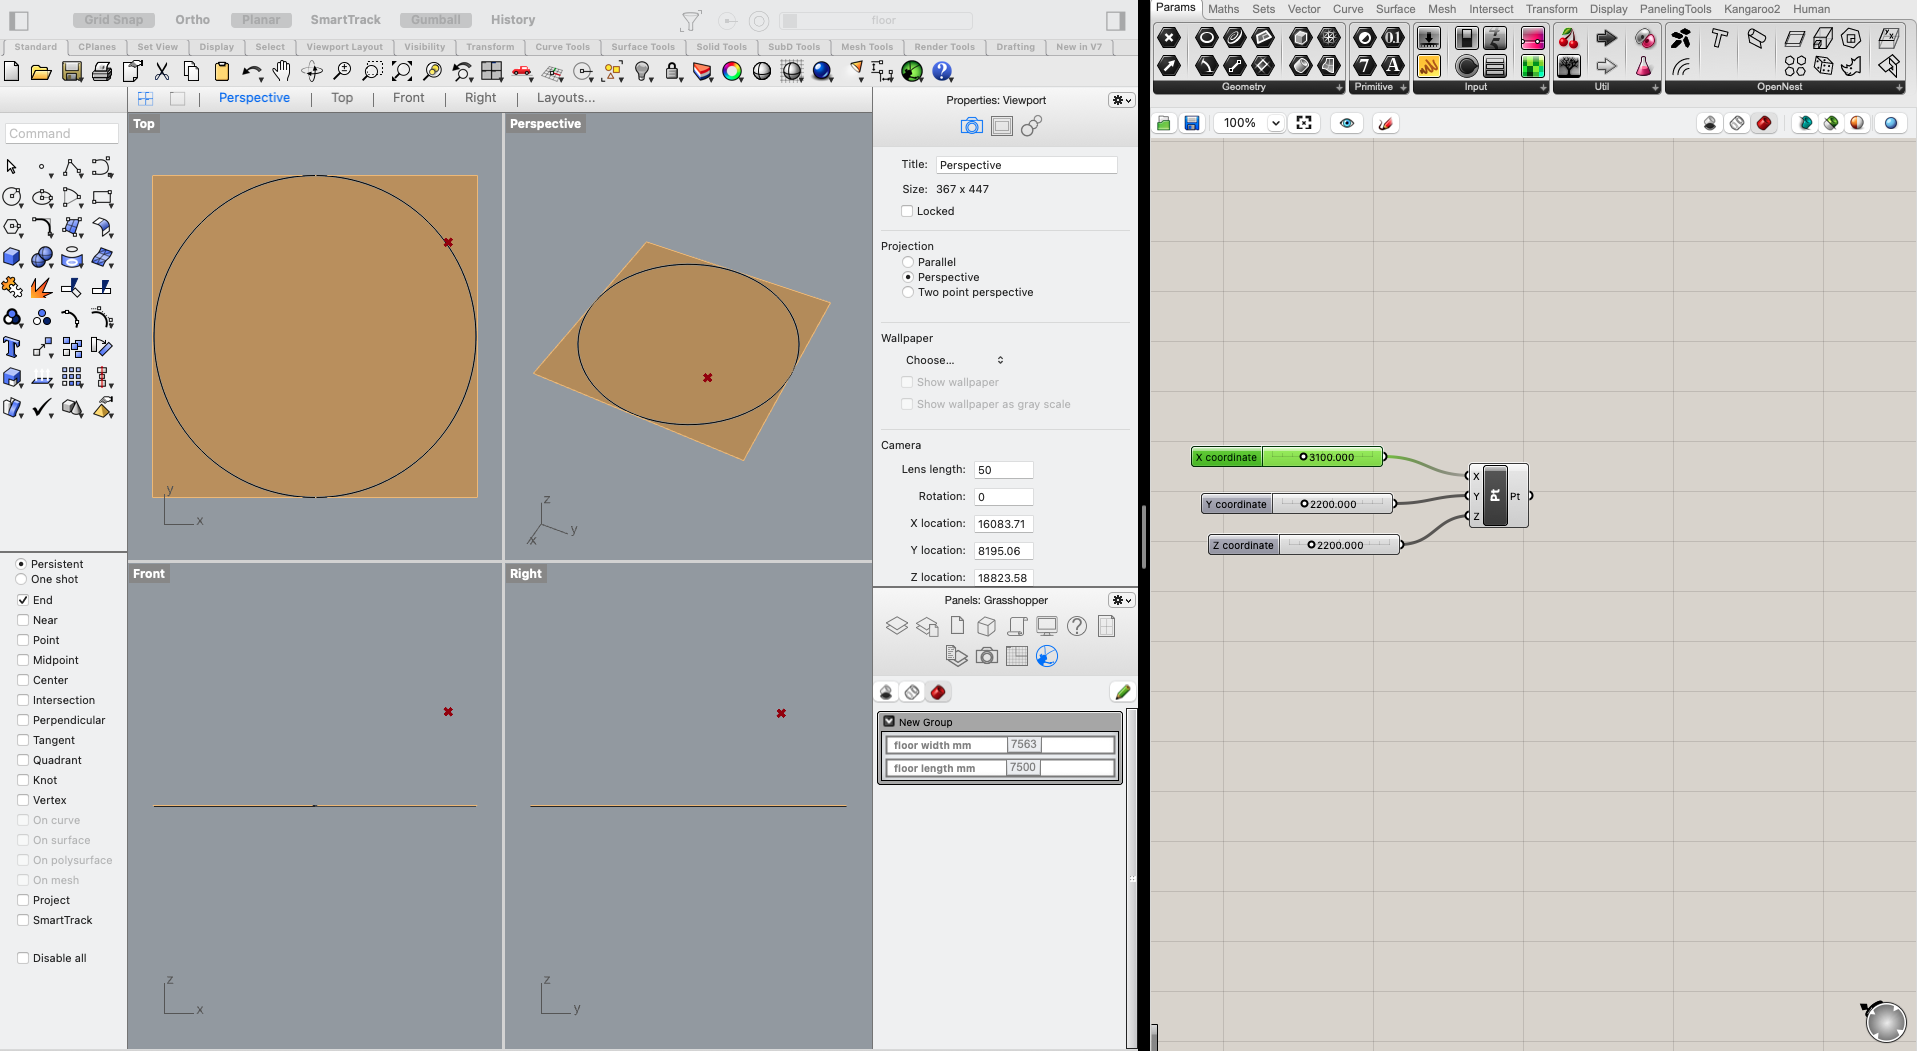 Grid Snap Ortho Planar SmartTrack Gumball History floor
Standard CPlanes Set View Display Select Viewport Layout Visibility Transform Curve Tools Surface Tools Solid Tools SubD Tools Mesh Tools Render Tools Drafting New in V7
Perspective Top Front Right Layouts...
Command
Top
y
x
Perspective
z
y
x
Front
z
x
Right
z
y
Persistent
One shot
End
Near
Point
Midpoint
Center
Intersection
Perpendicular
Tangent
Quadrant
Knot
Vertex
On curve
On surface
On polysurface
On mesh
Project
SmartTrack
Disable all
Properties: Viewport
Title: Perspective
Size: 367 x 447
Locked
Projection
Parallel
Perspective
Two point perspective
Wallpaper
Choose...
Show wallpaper
Show wallpaper as gray scale
Camera
Lens length: 50
Rotation: 0
X location: 16083.71
Y location: 8195.06
Z location: 18823.58
Panels: Grasshopper
New Group
floor width mm 7563
floor length mm 7500
Params Maths Sets Vector Curve Surface Mesh Intersect Transform Display PanelingTools Kangaroo2 Human
Geometry Primitive Input Util OpenNest
100%
X coordinate 3100.000
Y coordinate 2200.000
Z coordinate 2200.000
X
Y
Z
Pt
Pt